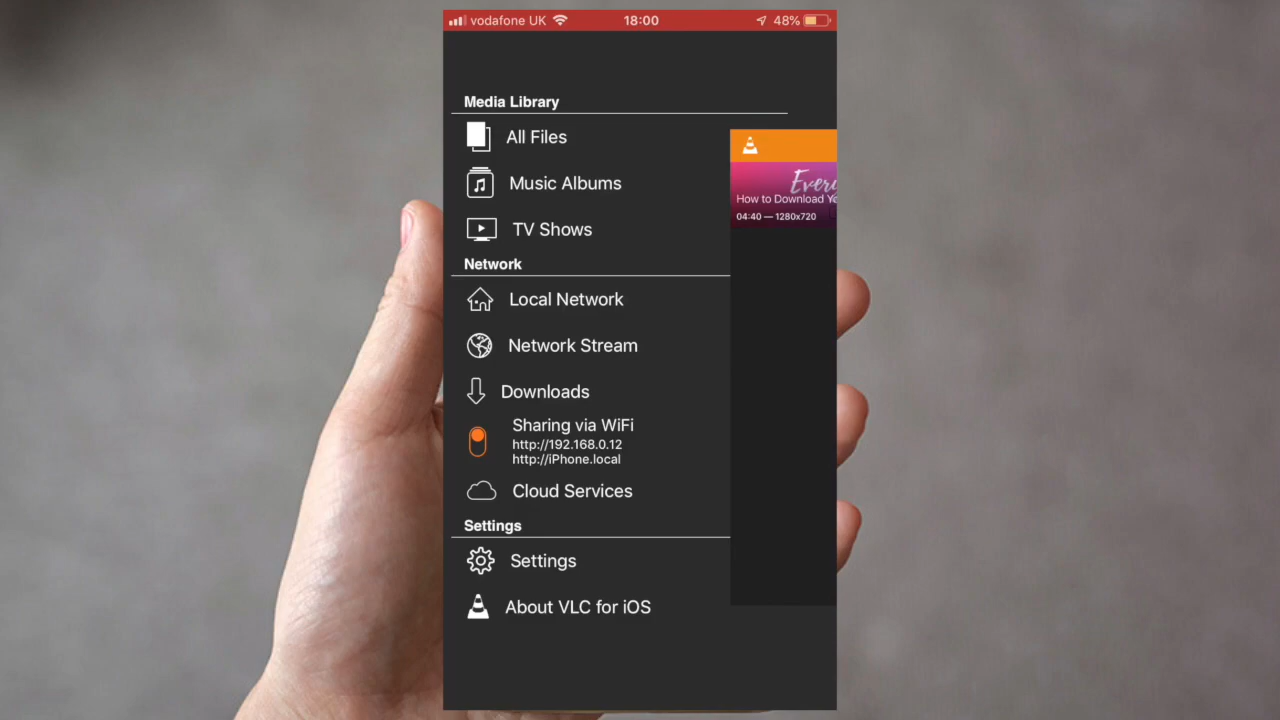 vodafone UK 18:00 48%
Media Library
All Files
Music Albums
TV Shows
Network
Local Network
Network Stream
Downloads
Sharing via WiFi
http://192.168.0.12
http://iPhone.local
Cloud Services
Settings
Settings
About VLC for iOS
How to Download
04:40 — 1280x720